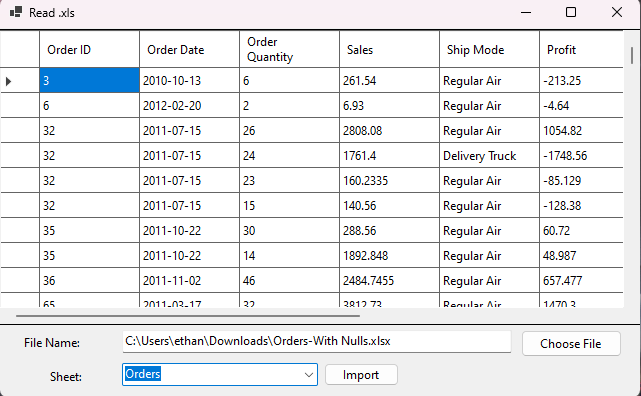 Read .xls
Order ID Order Date Order Quantity Sales Ship Mode Profit
3 2010-10-13 6 261.54 Regular Air -213.25
6 2012-02-20 2 6.93 Regular Air -4.64
32 2011-07-15 26 2808.08 Regular Air 1054.82
32 2011-07-15 24 1761.4 Delivery Truck -1748.56
32 2011-07-15 23 160.2335 Regular Air -85.129
32 2011-07-15 15 140.56 Regular Air -128.38
35 2011-10-22 30 288.56 Regular Air 60.72
35 2011-10-22 14 1892.848 Regular Air 48.987
36 2011-11-02 46 2484.7455 Regular Air 657.477
65 2011-03-17 32 3812.73 Regular Air 1470.3
File Name: C:\Users\ethan\Downloads\Orders-With Nulls.xlsx Choose File
Sheet: Orders Import